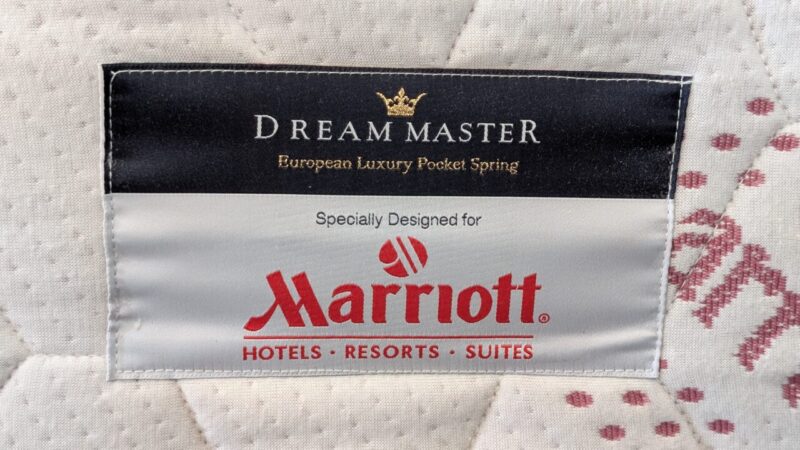 DREAM MASTER
European Luxury Pocket Spring
Specially Designed for
Marriott®
HOTELS · RESORTS · SUITES